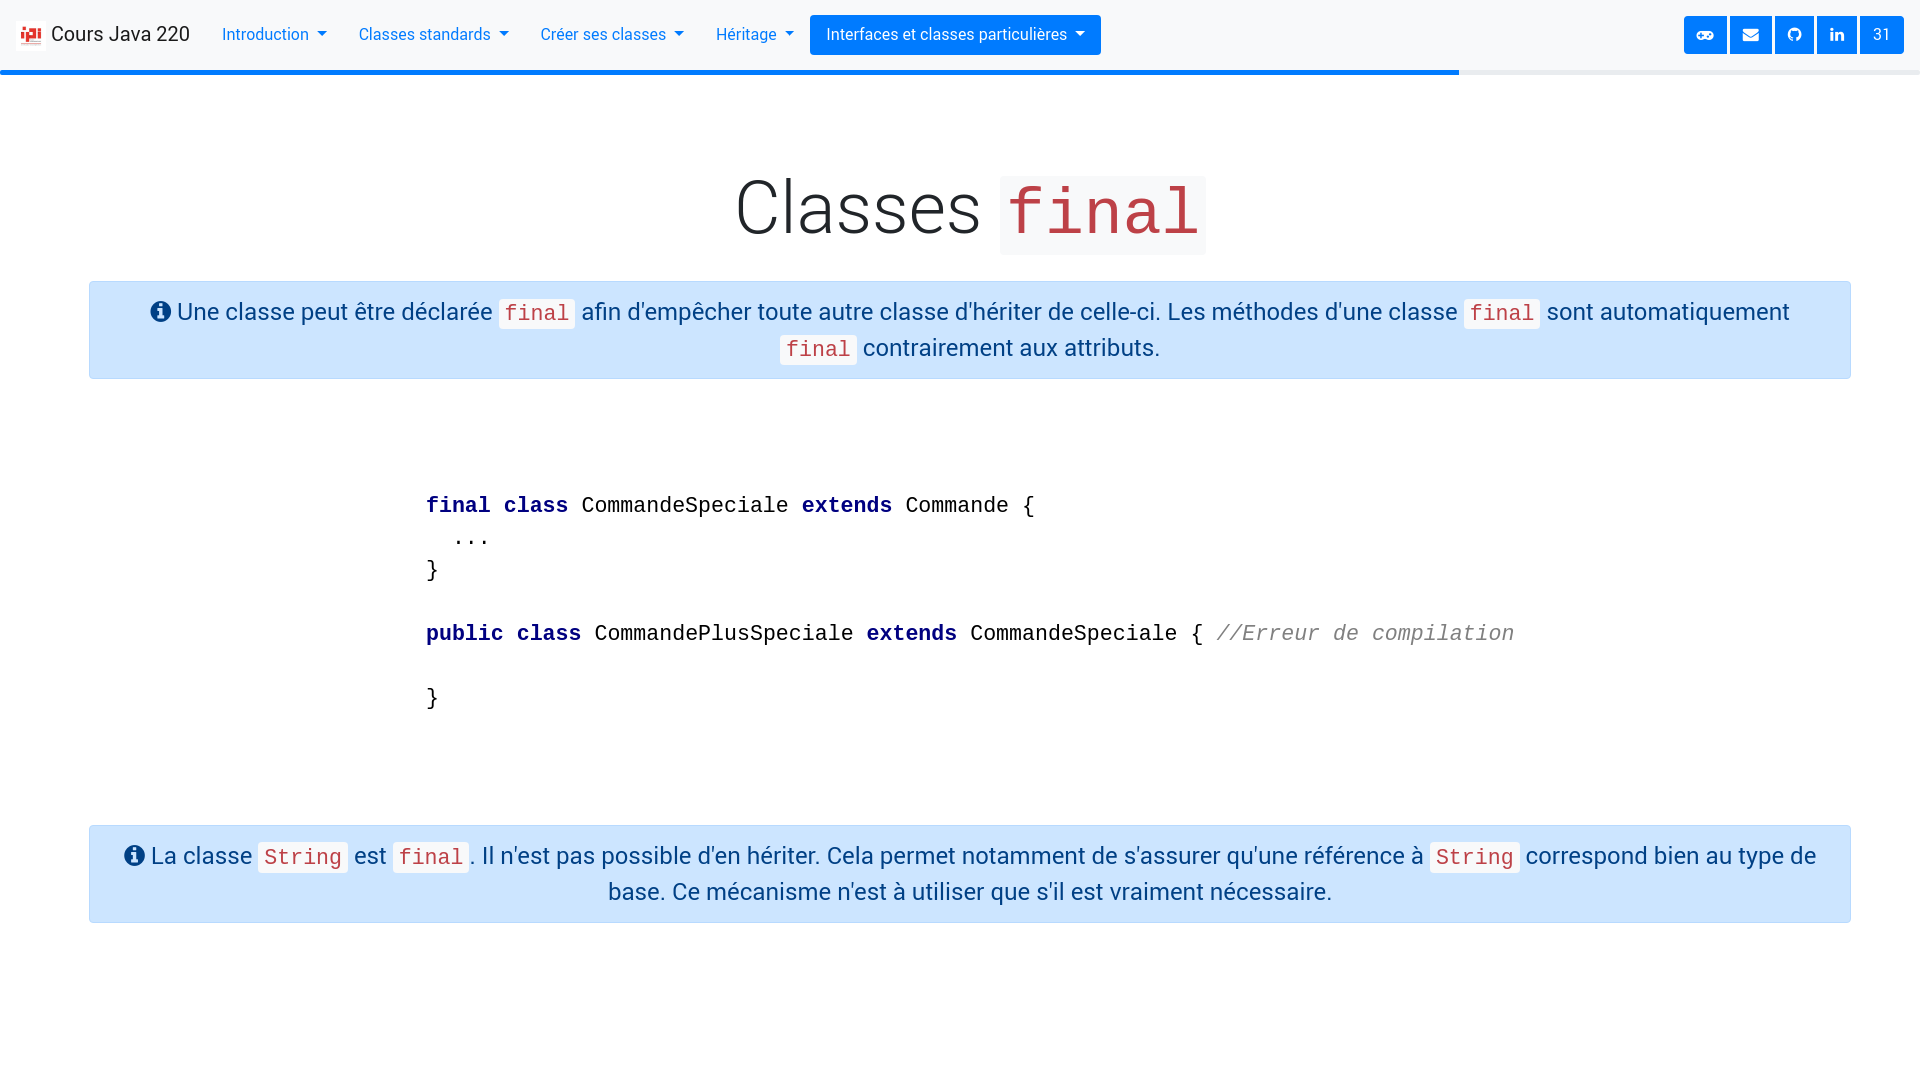 Cours Java 220 Introduction Classes standards Créer ses classes Héritage Interfaces et classes particulières 31
Classes final
Une classe peut être déclarée final afin d'empêcher toute autre classe d'hériter de celle-ci. Les méthodes d'une classe final sont automatiquement
final contrairement aux attributs.
final class CommandeSpeciale extends Commande {
...
}
public class CommandePlusSpeciale extends CommandeSpeciale { //Erreur de compilation
}
La classe String est final. Il n'est pas possible d'en hériter. Cela permet notamment de s'assurer qu'une référence à String correspond bien au type de
base. Ce mécanisme n'est à utiliser que s'il est vraiment nécessaire.